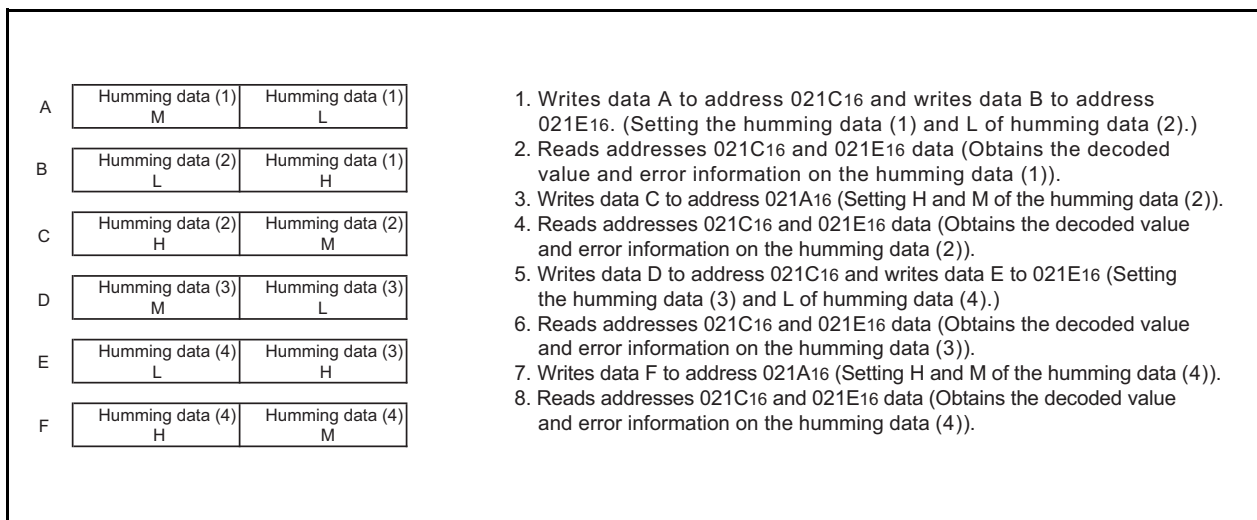 A
Humming data (1) Humming data (1)
M L
B
Humming data (2) Humming data (1)
L H
C
Humming data (2) Humming data (2)
H M
D
Humming data (3) Humming data (3)
M L
E
Humming data (4) Humming data (3)
L H
F
Humming data (4) Humming data (4)
H M
1. Writes data A to address 021C16 and writes data B to address
021E16. (Setting the humming data (1) and L of humming data (2).)
2. Reads addresses 021C16 and 021E16 data (Obtains the decoded
value and error information on the humming data (1)).
3. Writes data C to address 021A16 (Setting H and M of the humming data (2)).
4. Reads addresses 021C16 and 021E16 data (Obtains the decoded value
and error information on the humming data (2)).
5. Writes data D to address 021C16 and writes data E to 021E16 (Setting
the humming data (3) and L of humming data (4).)
6. Reads addresses 021C16 and 021E16 data (Obtains the decoded value
and error information on the humming data (3)).
7. Writes data F to address 021A16 (Setting H and M of the humming data (4)).
8. Reads addresses 021C16 and 021E16 data (Obtains the decoded value
and error information on the humming data (4)).